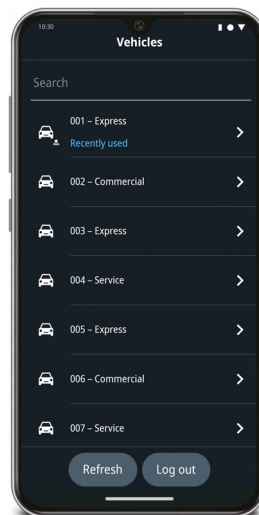 10:30
Vehicles
Search
001 – Express
Recently used
002 – Commercial
003 – Express
004 – Service
005 – Express
006 – Commercial
007 – Service
Refresh Log out